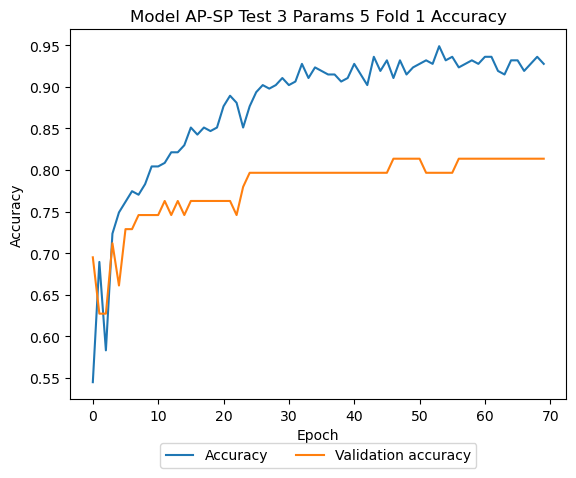 Model AP-SP Test 3 Params 5 Fold 1 Accuracy
0.95
0.90
0.85
0.80
0.75
0.70
0.65
0.60
0.55
Accuracy
0 10 20 30 40 50 60 70
Epoch
Accuracy Validation accuracy